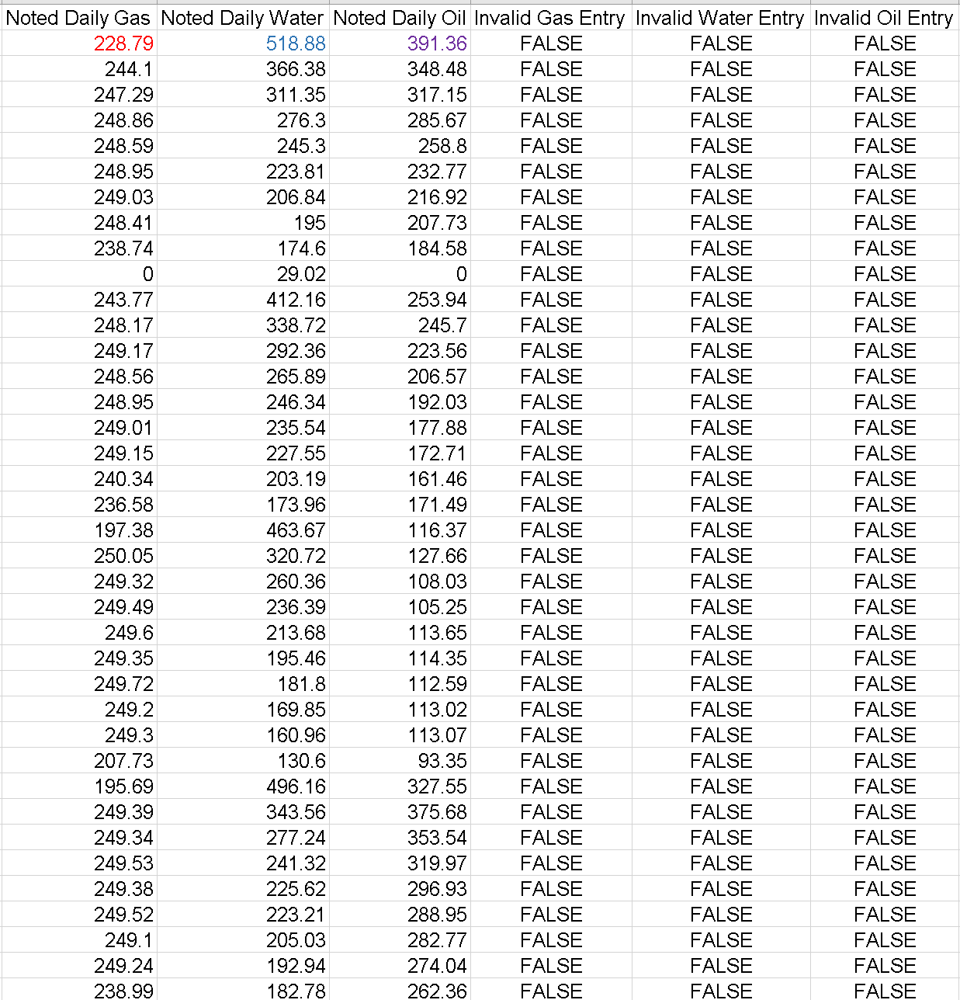 Noted Daily Gas Noted Daily Water Noted Daily Oil Invalid Gas Entry Invalid Water Entry Invalid Oil Entry
228.79 518.88 391.36 FALSE FALSE FALSE
244.1 366.38 348.48 FALSE FALSE FALSE
247.29 311.35 317.15 FALSE FALSE FALSE
248.86 276.3 285.67 FALSE FALSE FALSE
248.59 245.3 258.8 FALSE FALSE FALSE
248.95 223.81 232.77 FALSE FALSE FALSE
249.03 206.84 216.92 FALSE FALSE FALSE
248.41 195 207.73 FALSE FALSE FALSE
238.74 174.6 184.58 FALSE FALSE FALSE
0 29.02 0 FALSE FALSE FALSE
243.77 412.16 253.94 FALSE FALSE FALSE
248.17 338.72 245.7 FALSE FALSE FALSE
249.17 292.36 223.56 FALSE FALSE FALSE
248.56 265.89 206.57 FALSE FALSE FALSE
248.95 246.34 192.03 FALSE FALSE FALSE
249.01 235.54 177.88 FALSE FALSE FALSE
249.15 227.55 172.71 FALSE FALSE FALSE
240.34 203.19 161.46 FALSE FALSE FALSE
236.58 173.96 171.49 FALSE FALSE FALSE
197.38 463.67 116.37 FALSE FALSE FALSE
250.05 320.72 127.66 FALSE FALSE FALSE
249.32 260.36 108.03 FALSE FALSE FALSE
249.49 236.39 105.25 FALSE FALSE FALSE
249.6 213.68 113.65 FALSE FALSE FALSE
249.35 195.46 114.35 FALSE FALSE FALSE
249.72 181.8 112.59 FALSE FALSE FALSE
249.2 169.85 113.02 FALSE FALSE FALSE
249.3 160.96 113.07 FALSE FALSE FALSE
207.73 130.6 93.35 FALSE FALSE FALSE
195.69 496.16 327.55 FALSE FALSE FALSE
249.39 343.56 375.68 FALSE FALSE FALSE
249.34 277.24 353.54 FALSE FALSE FALSE
249.53 241.32 319.97 FALSE FALSE FALSE
249.38 225.62 296.93 FALSE FALSE FALSE
249.52 223.21 288.95 FALSE FALSE FALSE
249.1 205.03 282.77 FALSE FALSE FALSE
249.24 192.94 274.04 FALSE FALSE FALSE
238.99 182.78 262.36 FALSE FALSE FALSE